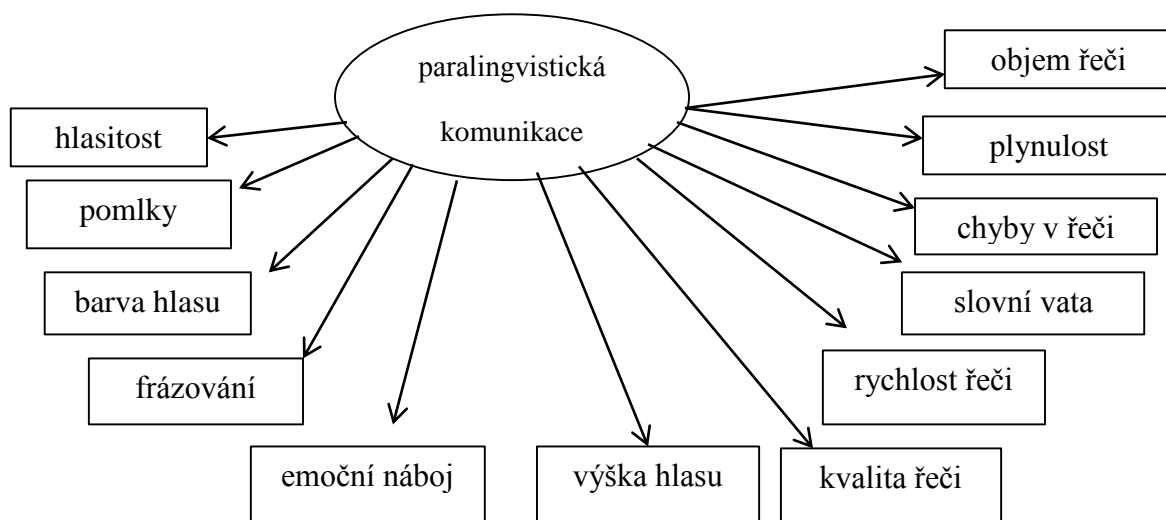 paralingvistická
komunikace
objem řeči
hlasitost
plynulost
pomlky
chyby v řeči
barva hlasu
slovní vata
frázování
rychlost řeči
emoční náboj
výška hlasu
kvalita řeči